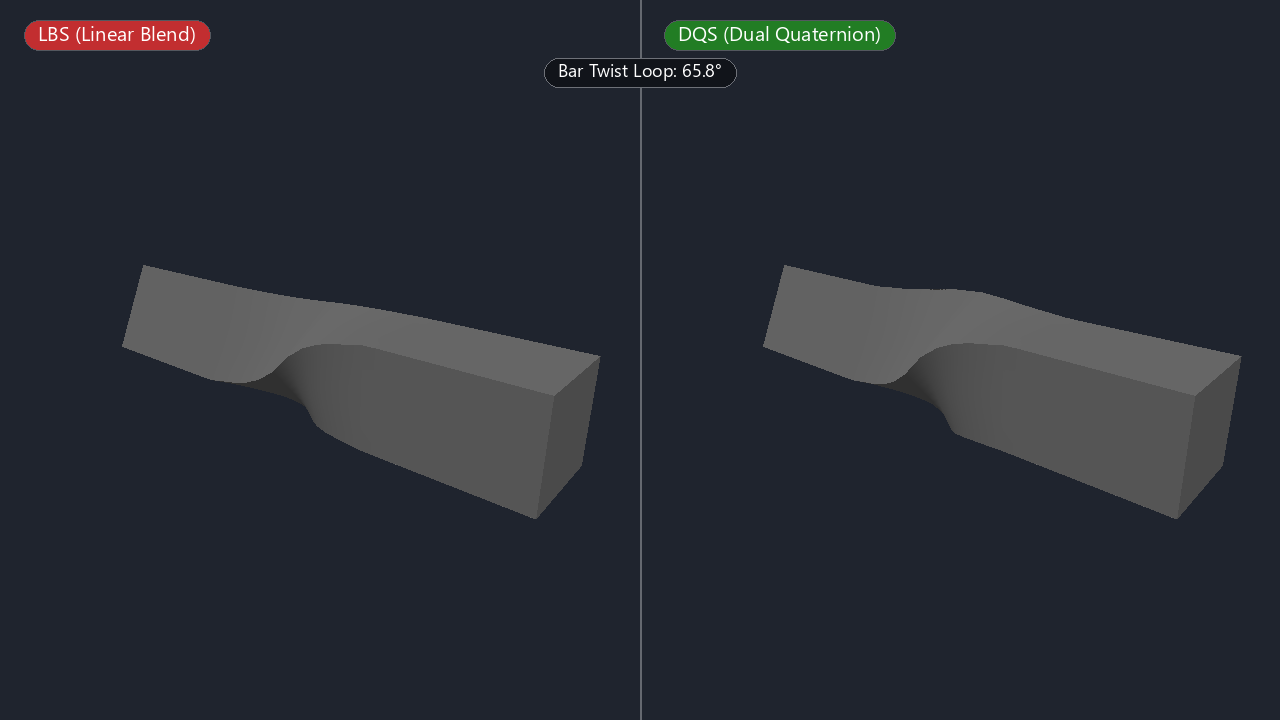 LBS (Linear Blend)
DQS (Dual Quaternion)
Bar Twist Loop: 65.8°